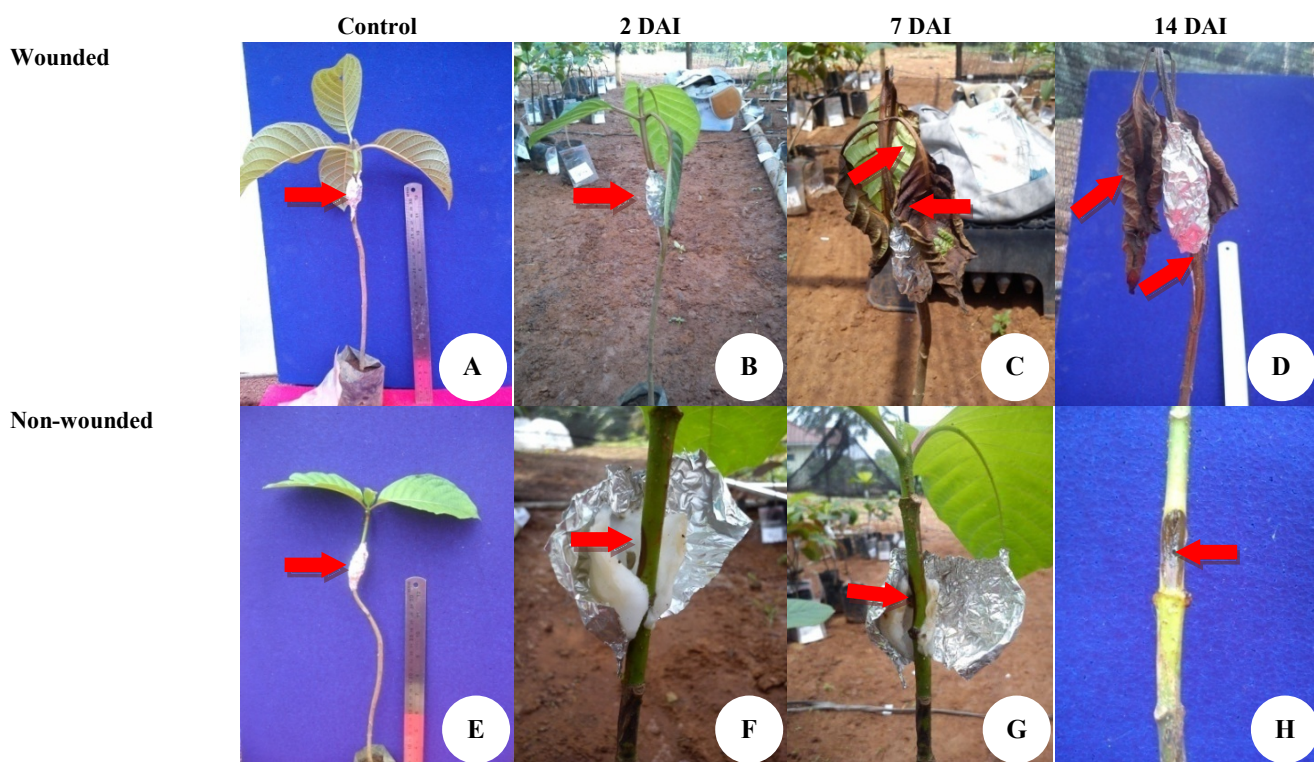 Control 2 DAI 7 DAI 14 DAI
Wounded
A B C D
Non-wounded
E F G H